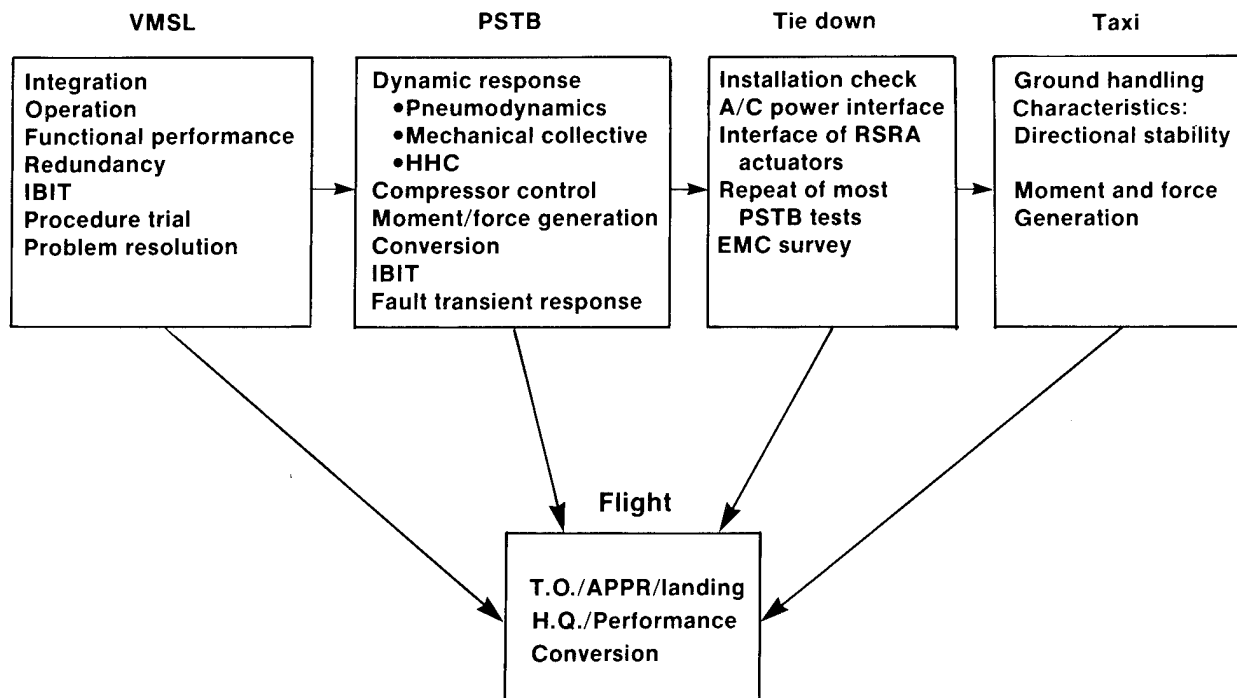 VMSL
PSTB
Tie down
Taxi
Integration
Operation
Functional performance
Redundancy
IBIT
Procedure trial
Problem resolution
Dynamic response
•Pneumodynamics
•Mechanical collective
•HHC
Compressor control
Moment/force generation
Conversion
IBIT
Fault transient response
Installation check
A/C power interface
Interface of RSRA
actuators
Repeat of most
PSTB tests
EMC survey
Ground handling
Characteristics:
Directional stability
Moment and force
Generation
Flight
T.O./APPR/landing
H.Q./Performance
Conversion